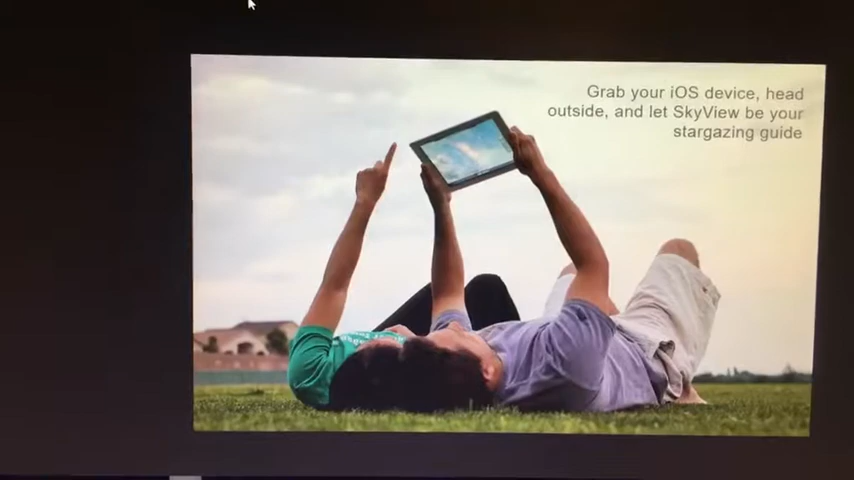 Grab your iOS device, head
outside, and let SkyView be your
stargazing guide